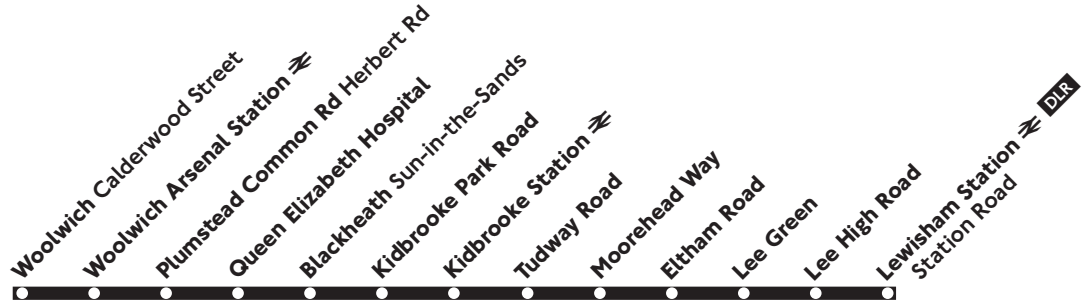 Woolwich Calderwood Street
Woolwich Arsenal Station
Plumstead Common Rd Herbert Rd
Queen Elizabeth Hospital
Blackheath Sun-in-the-Sands
Kidbrooke Park Road
Kidbrooke Station
Tudway Road
Moorehead Way
Eltham Road
Lee Green
Lee High Road
Lewisham Station DLR
Station Road